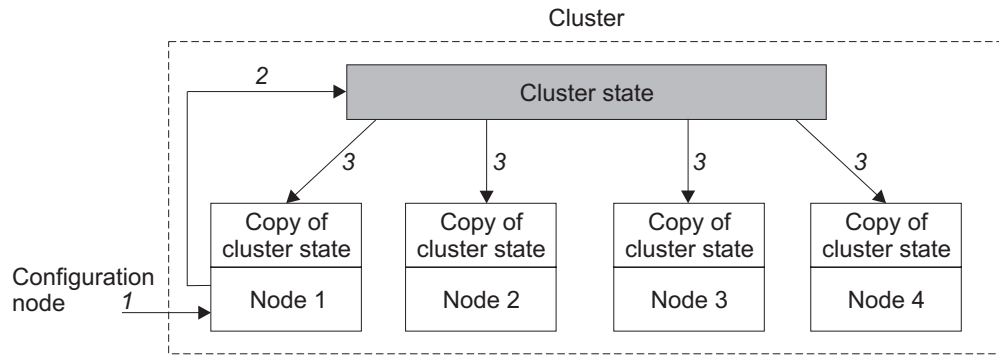 Cluster
2
Cluster state
3
3
3
3
Copy of
cluster state
Copy of
cluster state
Copy of
cluster state
Copy of
cluster state
Configuration
node
1
Node 1
Node 2
Node 3
Node 4